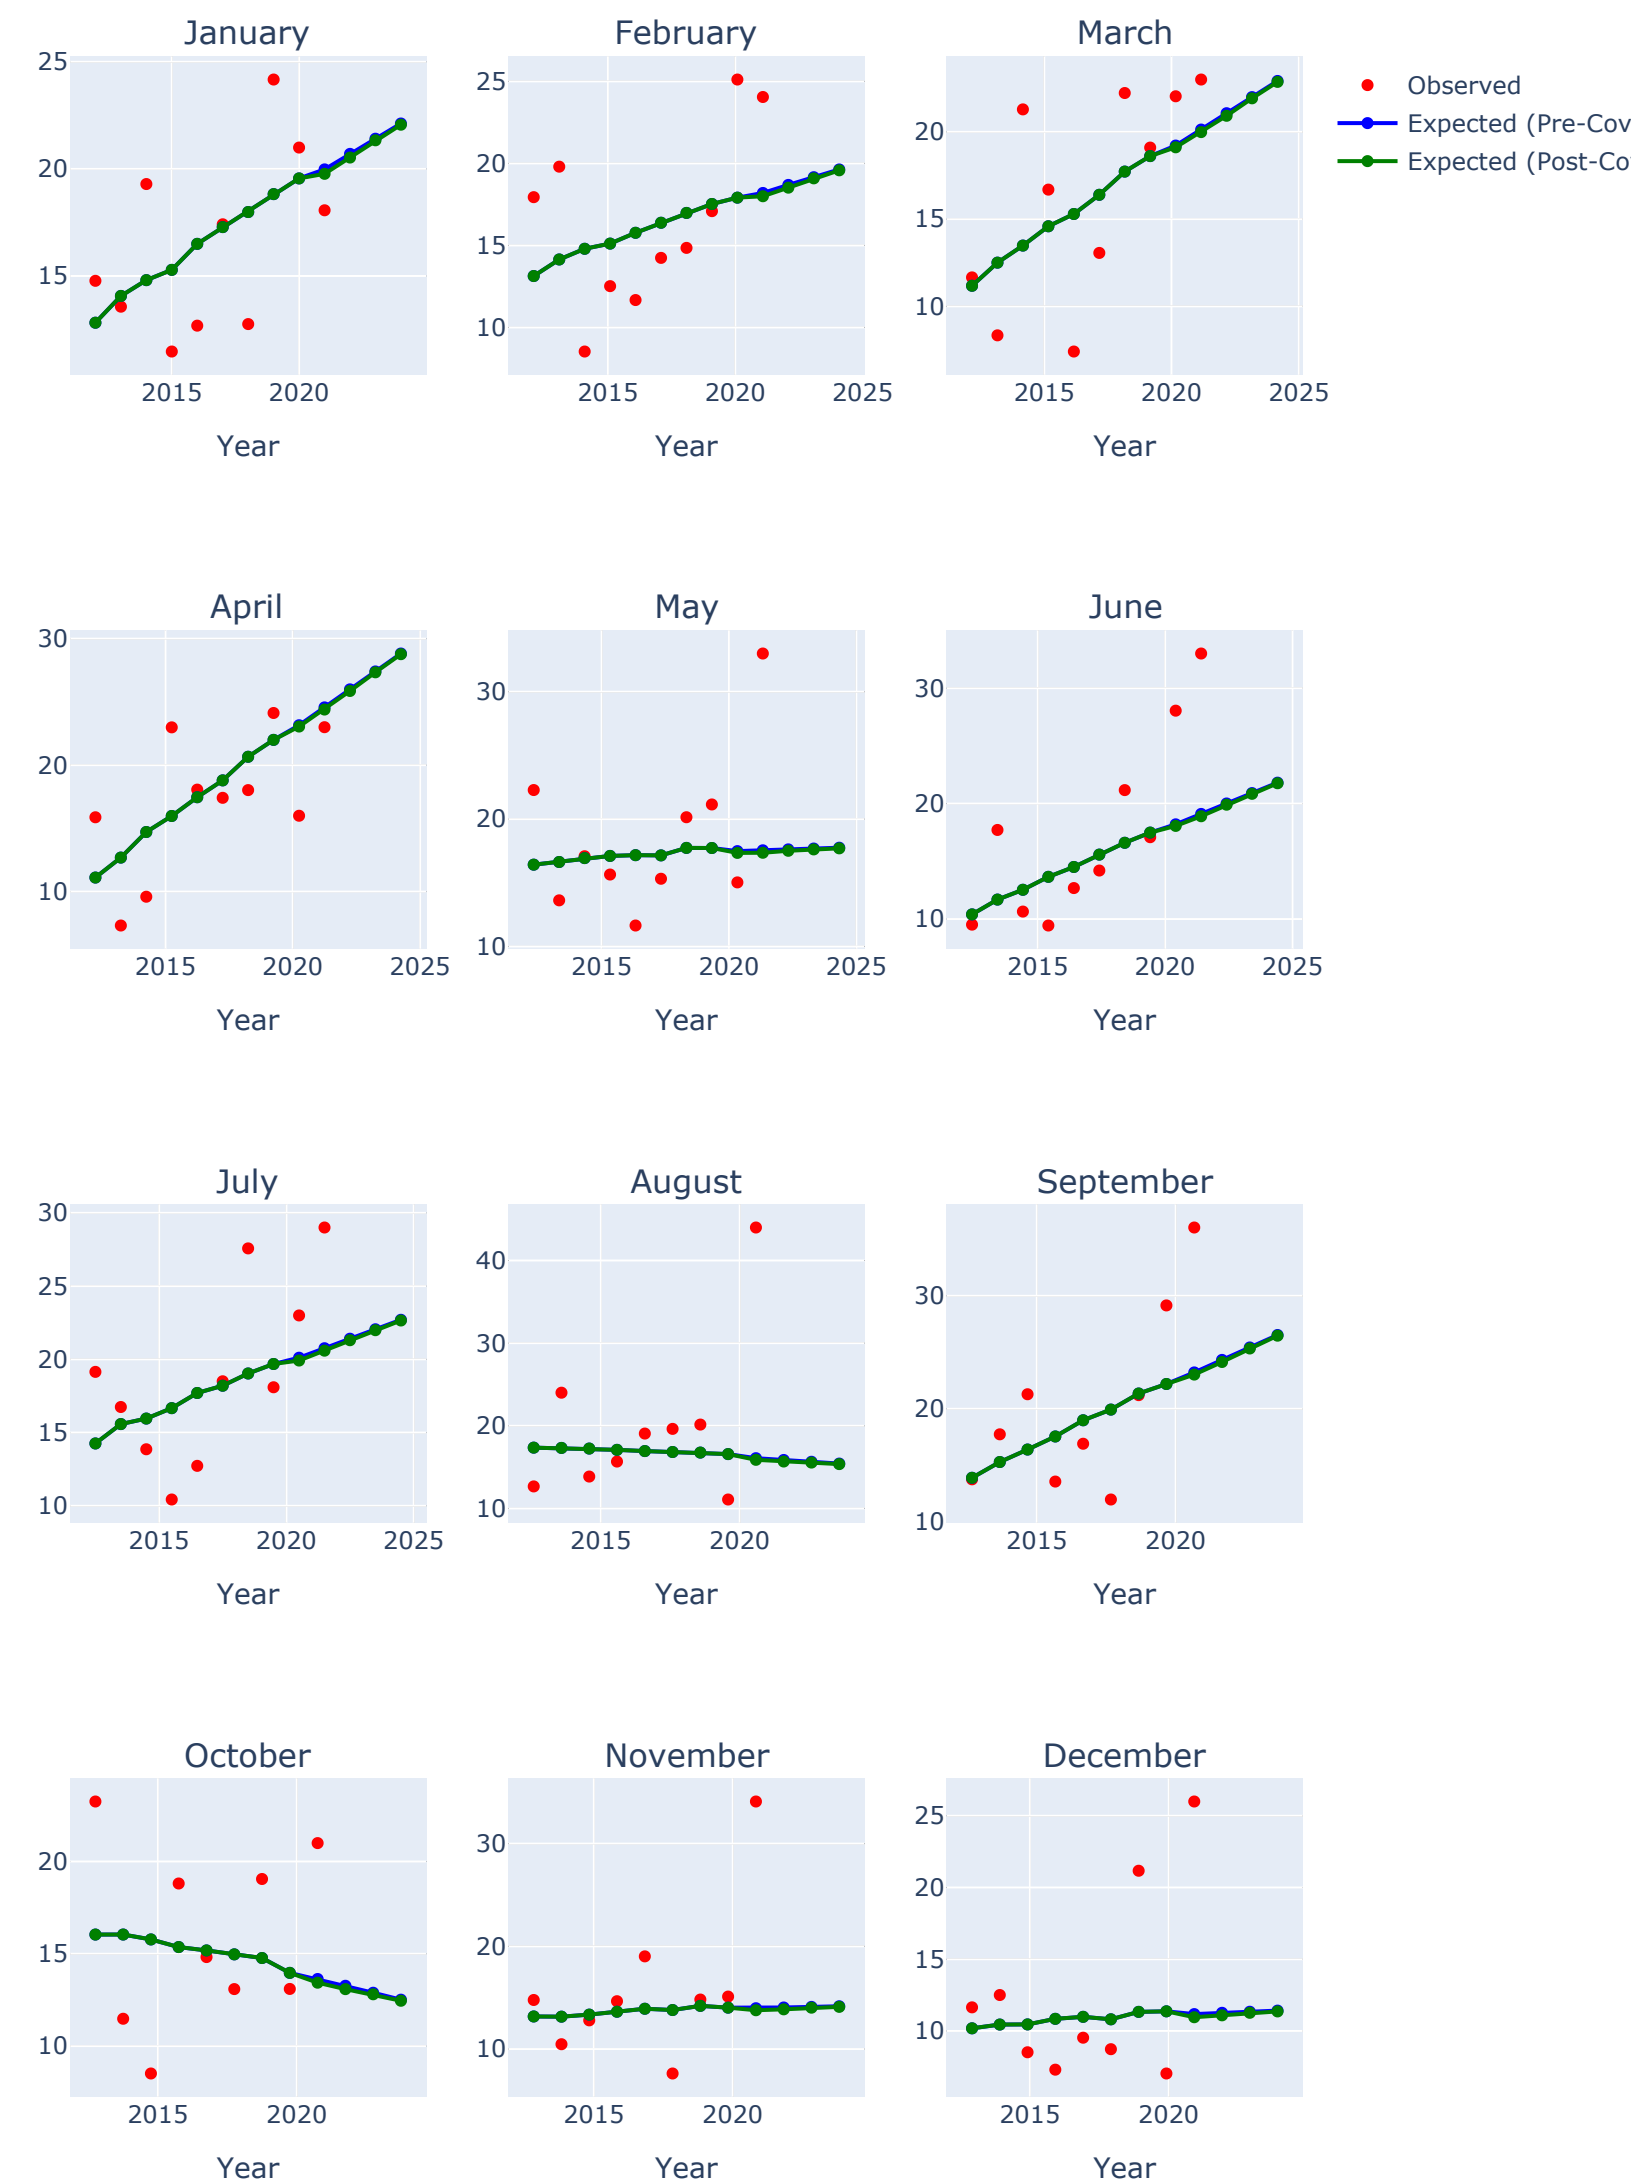 January
February
March
25
20
15
2015
2020
Year
25
20
15
10
2015
2020
2025
Year
20
15
10
2015
2020
2025
Year
Observed
Expected (Pre-Cov
Expected (Post-Co
April
May
June
30
20
10
2015
2020
2025
Year
30
20
10
2015
2020
2025
Year
30
20
10
2015
2020
2025
Year
July
August
September
30
25
20
15
10
2015
2020
2025
Year
40
30
20
10
2015
2020
Year
30
20
10
2015
2020
Year
October
November
December
20
15
10
2015
2020
Year
30
20
10
2015
2020
Year
25
20
15
10
2015
2020
Year